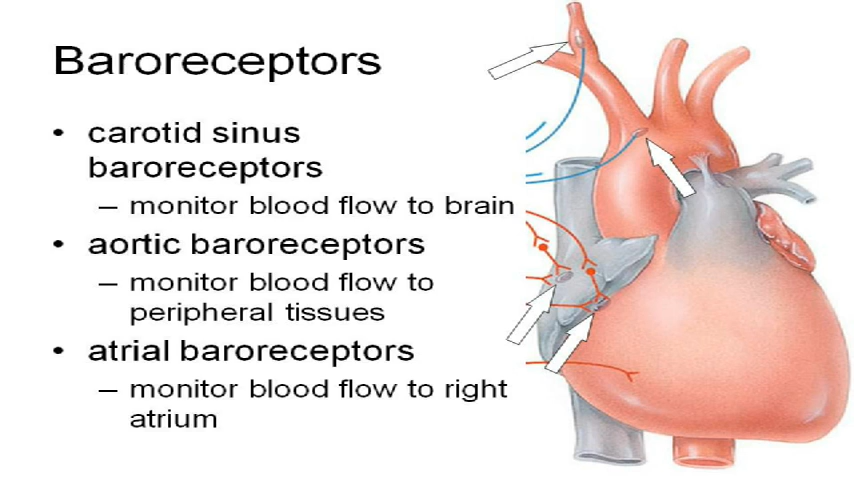 Baroreceptors
• carotid sinus
baroreceptors
– monitor blood flow to brain
• aortic baroreceptors
– monitor blood flow to
peripheral tissues
• atrial baroreceptors
– monitor blood flow to right
atrium